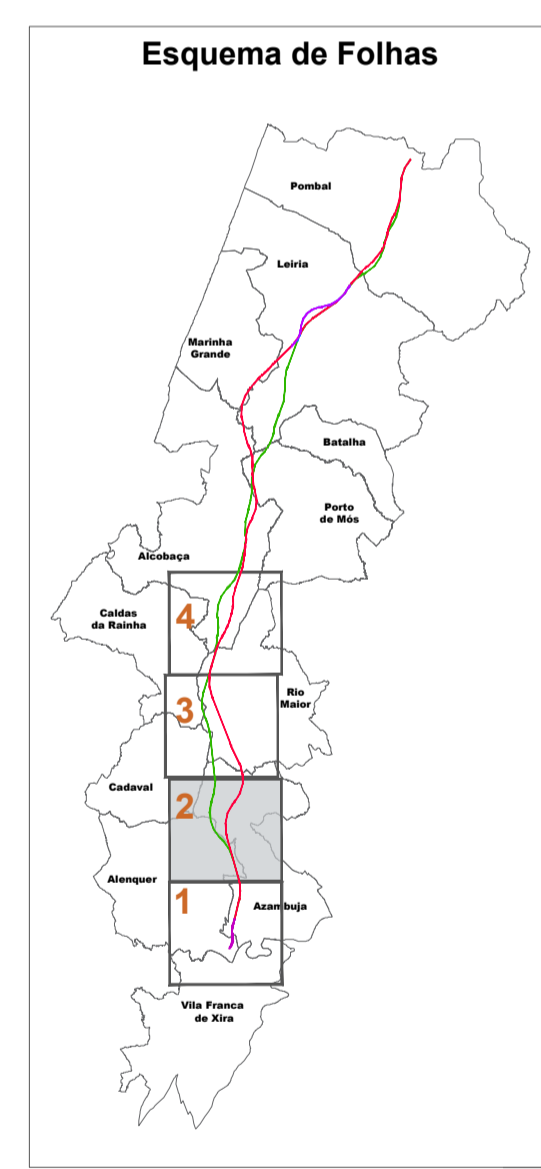 Esquema de Folhas
Pombal
Leiria
Marinha
Grande
Batalha
Porto
de Mós
Alcobaça
Caldas
da Rainha
4
3
Rio
Maior
Cadaval
2
Alenquer
1
Azambuja
Vila Franca
de Xira